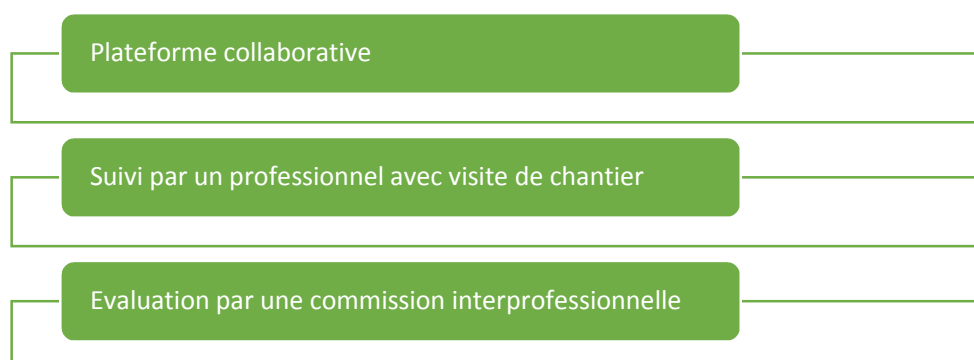 Plateforme collaborative
Suivi par un professionnel avec visite de chantier
Evaluation par une commission interprofessionnelle